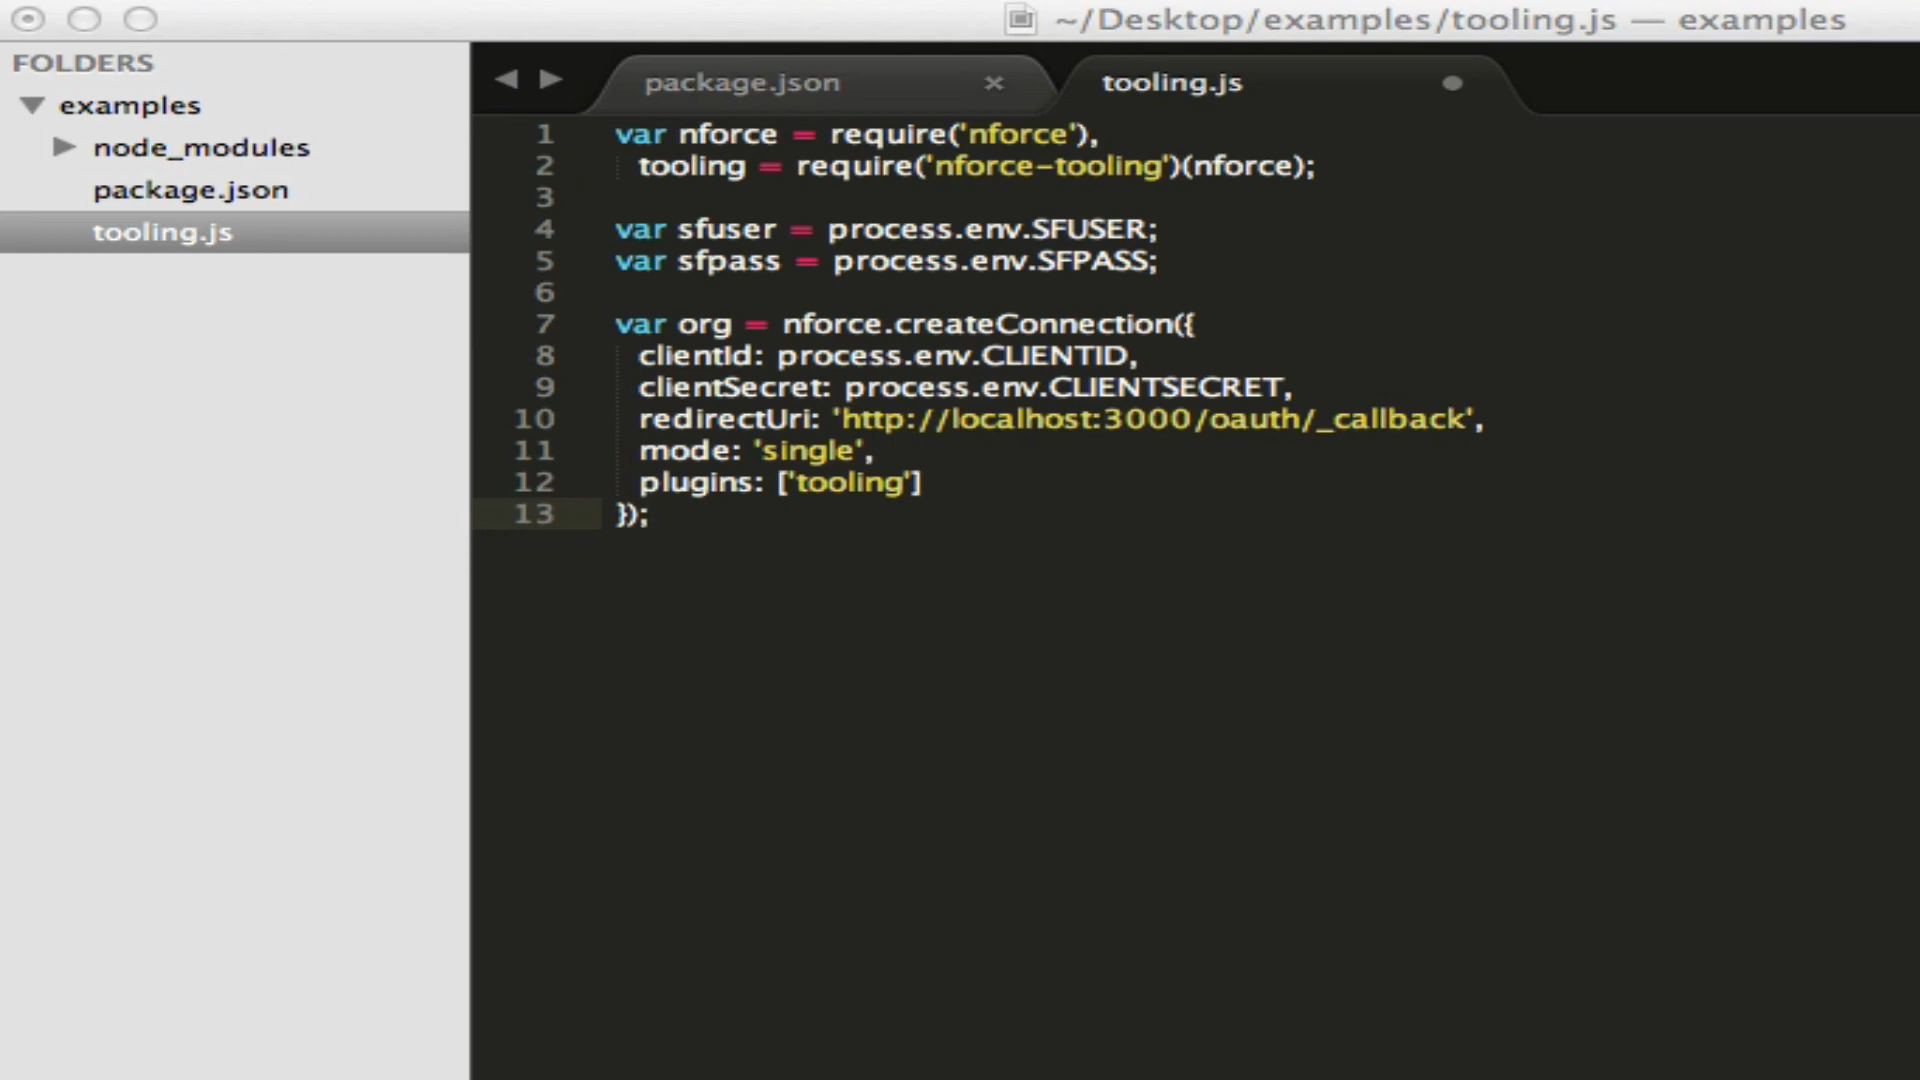 ~/Desktop/examples/tooling.js — examples
FOLDERS
examples
node_modules
package.json
tooling.js
package.json
tooling.js
1 var nforce = require('nforce'),
2 tooling = require('nforce-tooling')(nforce);
3
4 var sfuser = process.env.SFUSER;
5 var sfpass = process.env.SFPASS;
6
7 var org = nforce.createConnection({
8 clientId: process.env.CLIENTID,
9 clientSecret: process.env.CLIENTSECRET,
10 redirectUri: 'http://localhost:3000/oauth/_callback',
11 mode: 'single',
12 plugins: ['tooling']
13 });